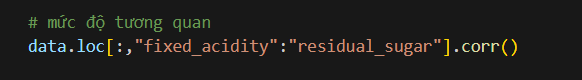 # mức độ tương quan
data.loc[:,"fixed_acidity":"residual_sugar"].corr()